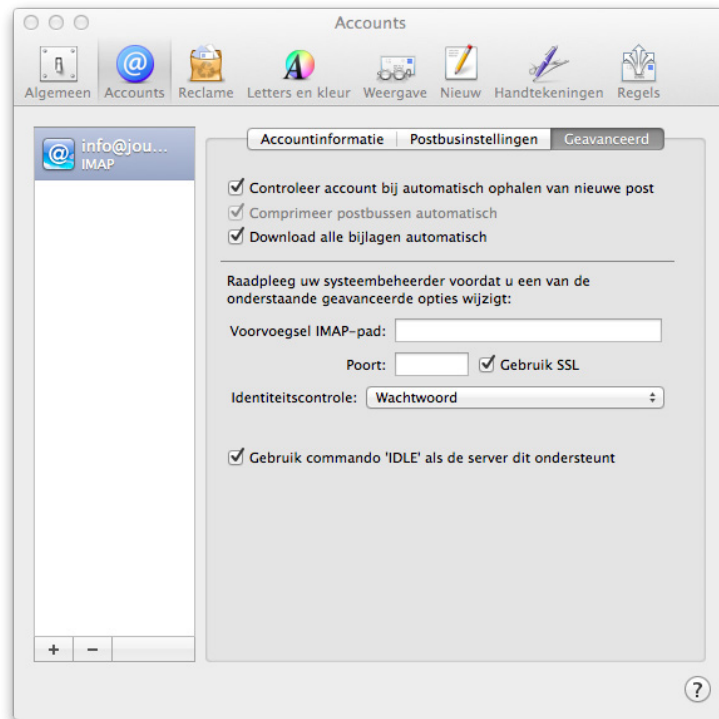 Accounts
Algemeen Accounts Reclame Letters en kleur Weergave Nieuw Handtekeningen Regels
info@jou...
IMAP
Accountinformatie Postbusinstellingen Geavanceerd
Controleer account bij automatisch ophalen van nieuwe post
Comprimeer postbussen automatisch
Download alle bijlagen automatisch
Raadpleeg uw systeembeheerder voordat u een van de
onderstaande geavanceerde opties wijzigt:
Voorvoegsel IMAP-pad:
Poort: Gebruik SSL
Identiteitscontrole: Wachtwoord
Gebruik commando 'IDLE' als de server dit ondersteunt
+ −
?